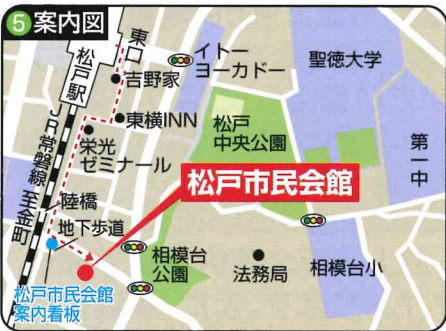 5 案内図
松戸駅
東口
イトー
ヨーカドー
聖徳大学
吉野家
東横INN
松戸
中央公園
栄光
ゼミナール
第一中
JR常磐線 至金町
松戸市民会館
陸橋
地下歩道
相模台
公園
法務局
相模台小
松戸市民会館
案内看板